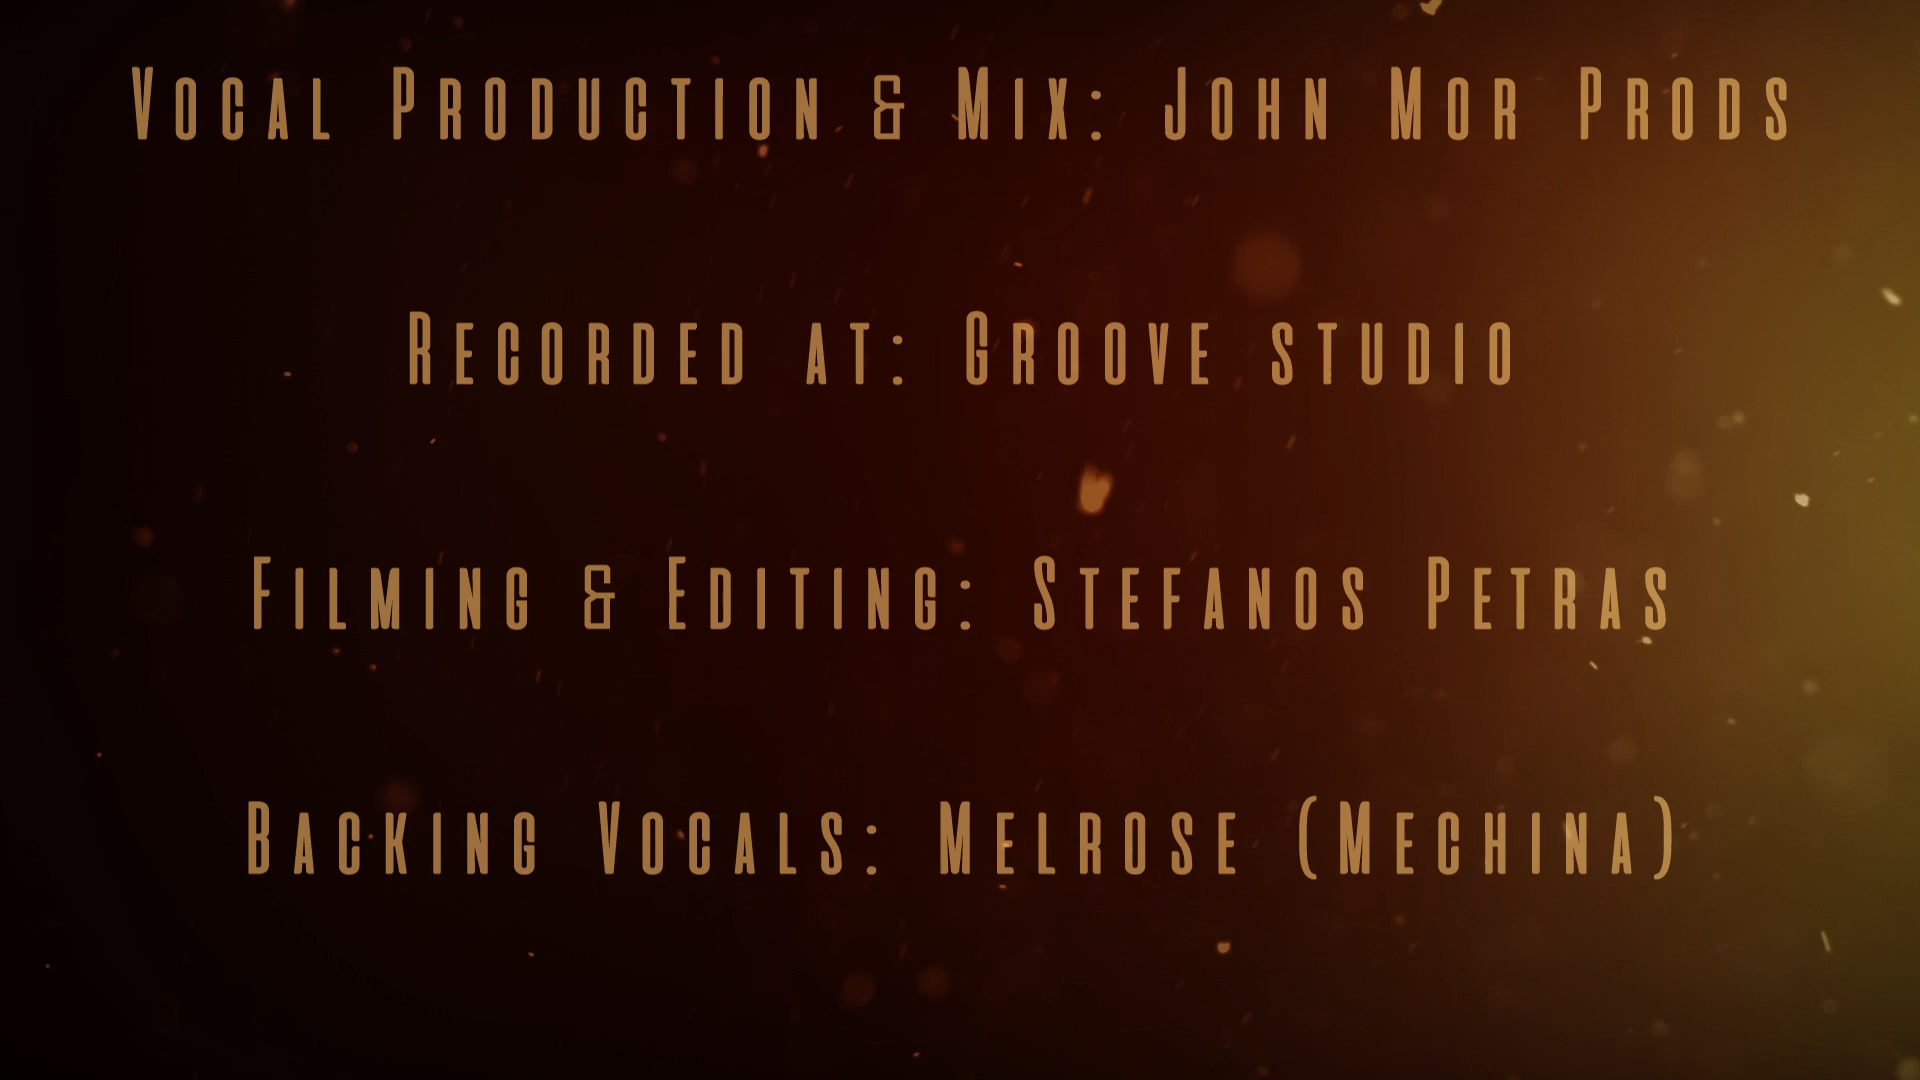 Vocal Production & Mix: John Mor Prods
Recorded at: Groove studio
Filming & Editing: Stefanos Petras
Backing Vocals: Melrose (Mechina)